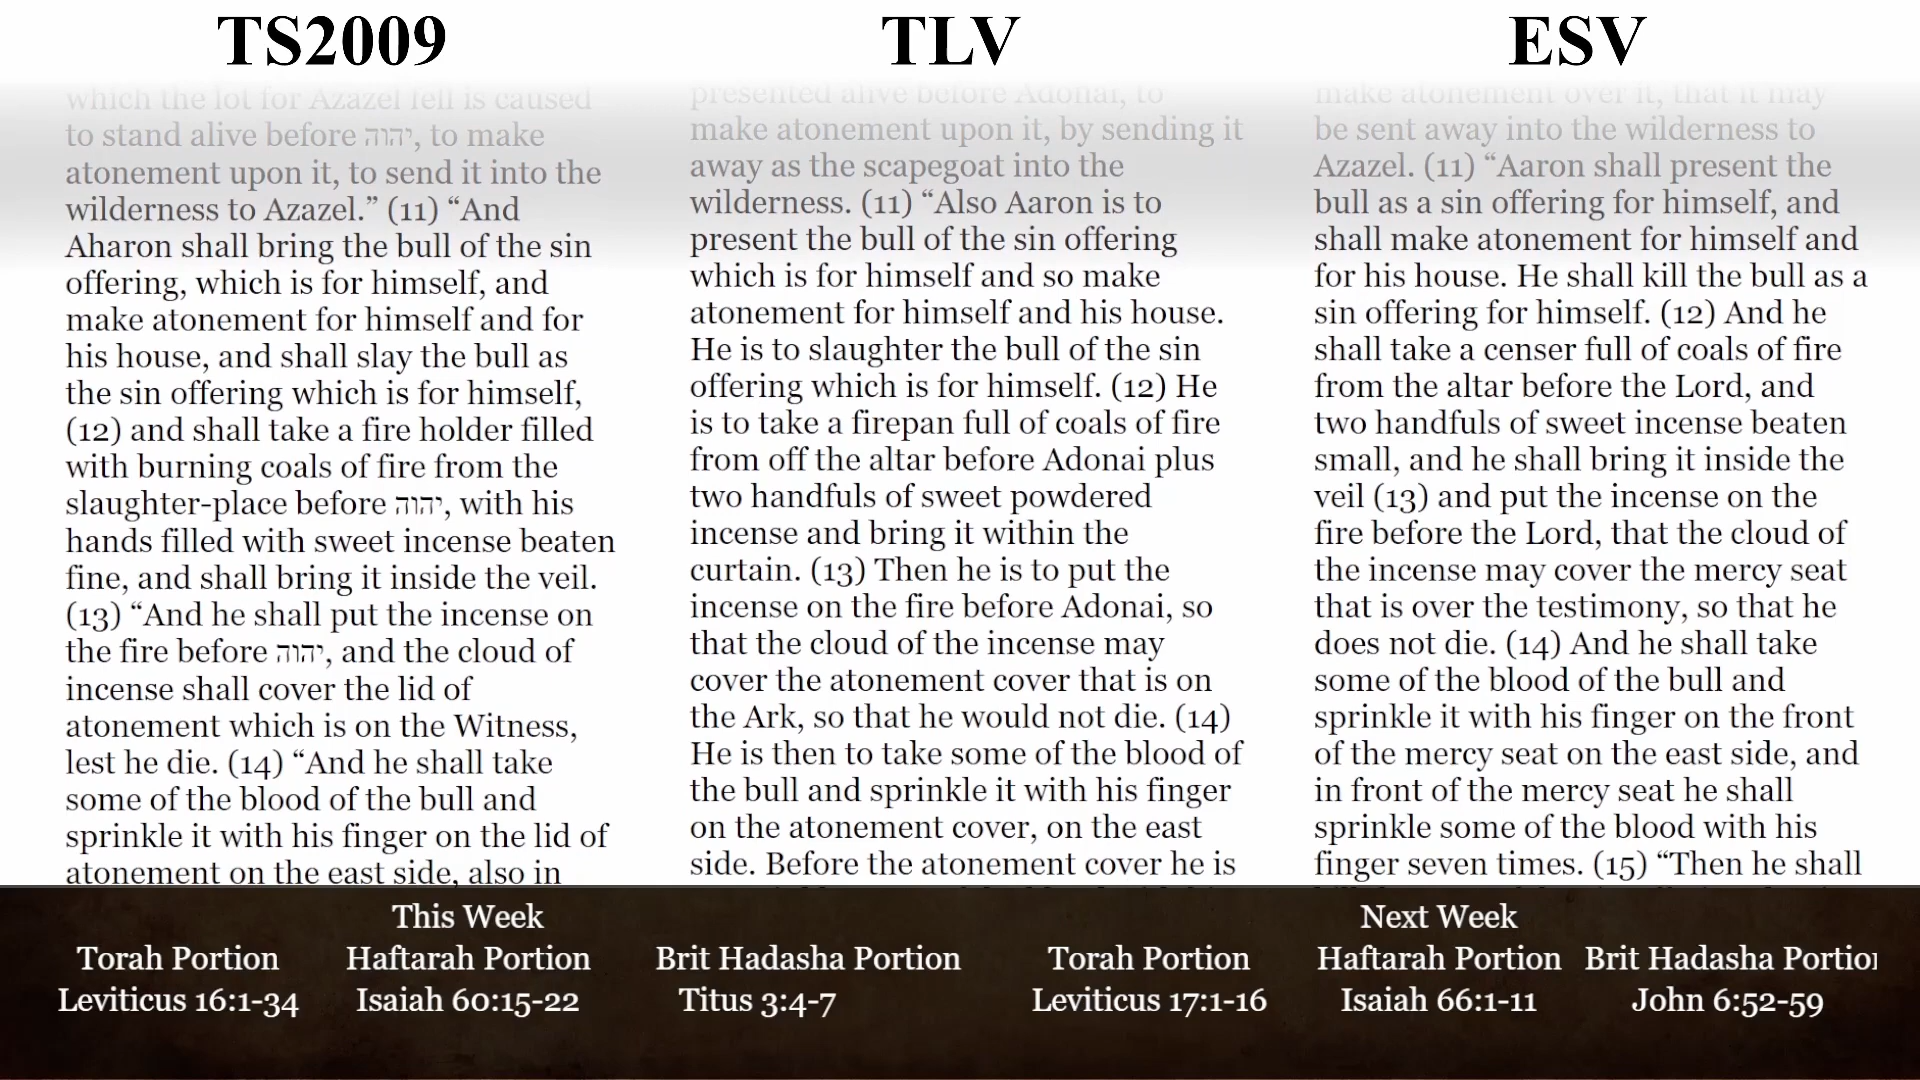 TS2009
which the lot for Azazel fell is caused
to stand alive before יהוה, to make
atonement upon it, to send it into the
wilderness to Azazel.” (11) “And
Aharon shall bring the bull of the sin
offering, which is for himself, and
make atonement for himself and for
his house, and shall slay the bull as
the sin offering which is for himself,
(12) and shall take a fire holder filled
with burning coals of fire from the
slaughter-place before יהוה, with his
hands filled with sweet incense beaten
fine, and shall bring it inside the veil.
(13) “And he shall put the incense on
the fire before יהוה, and the cloud of
incense shall cover the lid of
atonement which is on the Witness,
lest he die. (14) “And he shall take
some of the blood of the bull and
sprinkle it with his finger on the lid of
atonement on the east side, also in
TLV
presented alive before Adonai, to
make atonement upon it, by sending it
away as the scapegoat into the
wilderness. (11) “Also Aaron is to
present the bull of the sin offering
which is for himself and so make
atonement for himself and his house.
He is to slaughter the bull of the sin
offering which is for himself. (12) He
is to take a firepan full of coals of fire
from off the altar before Adonai plus
two handfuls of sweet powdered
incense and bring it within the
curtain. (13) Then he is to put the
incense on the fire before Adonai, so
that the cloud of the incense may
cover the atonement cover that is on
the Ark, so that he would not die. (14)
He is then to take some of the blood of
the bull and sprinkle it with his finger
on the atonement cover, on the east
side. Before the atonement cover he is
ESV
make atonement over it, that it may
be sent away into the wilderness to
Azazel. (11) “Aaron shall present the
bull as a sin offering for himself, and
shall make atonement for himself and
for his house. He shall kill the bull as a
sin offering for himself. (12) And he
shall take a censer full of coals of fire
from the altar before the Lord, and
two handfuls of sweet incense beaten
small, and he shall bring it inside the
veil (13) and put the incense on the
fire before the Lord, that the cloud of
the incense may cover the mercy seat
that is over the testimony, so that he
does not die. (14) And he shall take
some of the blood of the bull and
sprinkle it with his finger on the front
of the mercy seat on the east side, and
in front of the mercy seat he shall
sprinkle some of the blood with his
finger seven times. (15) “Then he shall
This Week
Torah Portion Haftarah Portion Brit Hadasha Portion
Leviticus 16:1-34 Isaiah 60:15-22 Titus 3:4-7
Next Week
Torah Portion Haftarah Portion Brit Hadasha Portion
Leviticus 17:1-16 Isaiah 66:1-11 John 6:52-59